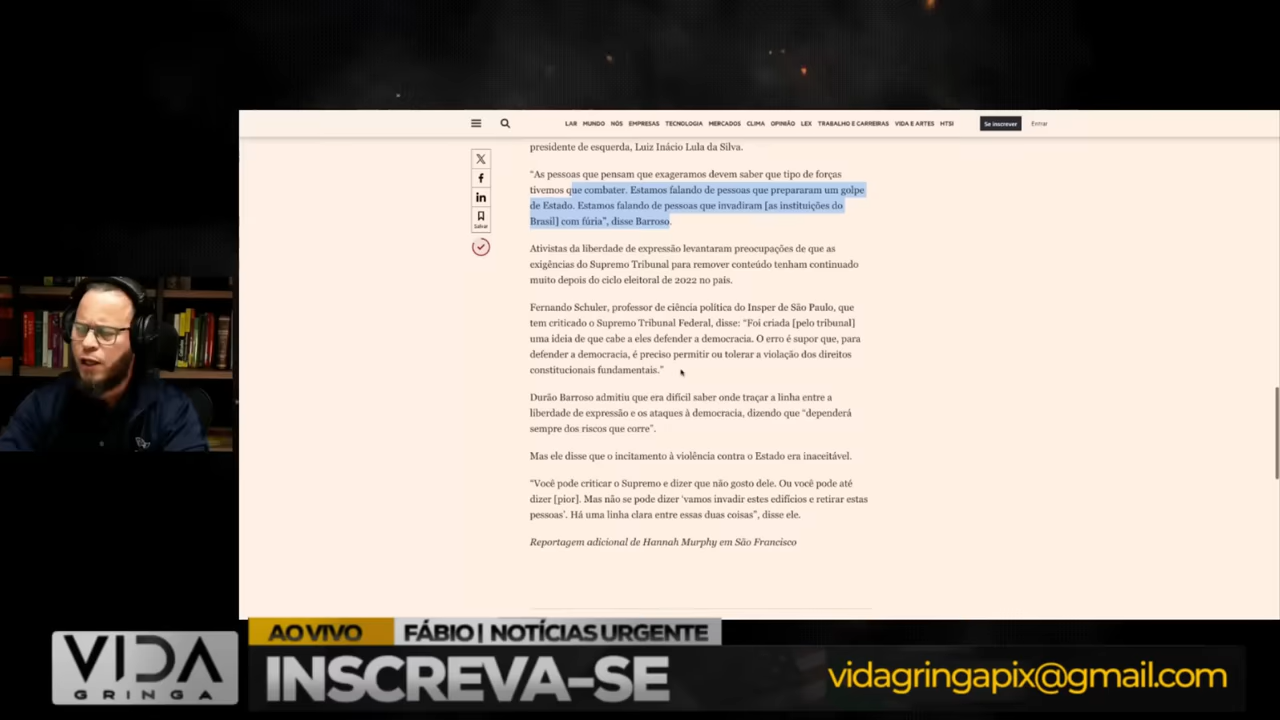 LAR MUNDO NÓS EMPRESAS TECNOLOGIA MERCADOS CLIMA OPINIÃO LEX TRABALHO E CARREIRAS VIDA E ARTES HTSI Se inscrever Entrar
presidente de esquerda, Luiz Inácio Lula da Silva.
“As pessoas que pensam que exageramos devem saber que tipo de forças
tivemos que combater. Estamos falando de pessoas que prepararam um golpe
de Estado. Estamos falando de pessoas que invadiram [as instituições do
Brasil] com fúria”, disse Barroso.
Salvar
Ativistas da liberdade de expressão levantaram preocupações de que as
exigências do Supremo Tribunal para remover conteúdo tenham continuado
muito depois do ciclo eleitoral de 2022 no país.
Fernando Schuler, professor de ciência política do Insper de São Paulo, que
tem criticado o Supremo Tribunal Federal, disse: “Foi criada [pelo tribunal]
uma ideia de que cabe a eles defender a democracia. O erro é supor que, para
defender a democracia, é preciso permitir ou tolerar a violação dos direitos
constitucionais fundamentais.”
Durão Barroso admitiu que era difícil saber onde traçar a linha entre a
liberdade de expressão e os ataques à democracia, dizendo que “dependerá
sempre dos riscos que corre”.
Mas ele disse que o incitamento à violência contra o Estado era inaceitável.
“Você pode criticar o Supremo e dizer que não gosto dele. Ou você pode até
dizer [pior]. Mas não se pode dizer ‘vamos invadir estes edifícios e retirar estas
pessoas’. Há uma linha clara entre essas duas coisas”, disse ele.
Reportagem adicional de Hannah Murphy em São Francisco
AO VIVO FÁBIO | NOTÍCIAS URGENTE
VIDA
GRINGA
INSCREVA-SE
vidagringapix@gmail.com